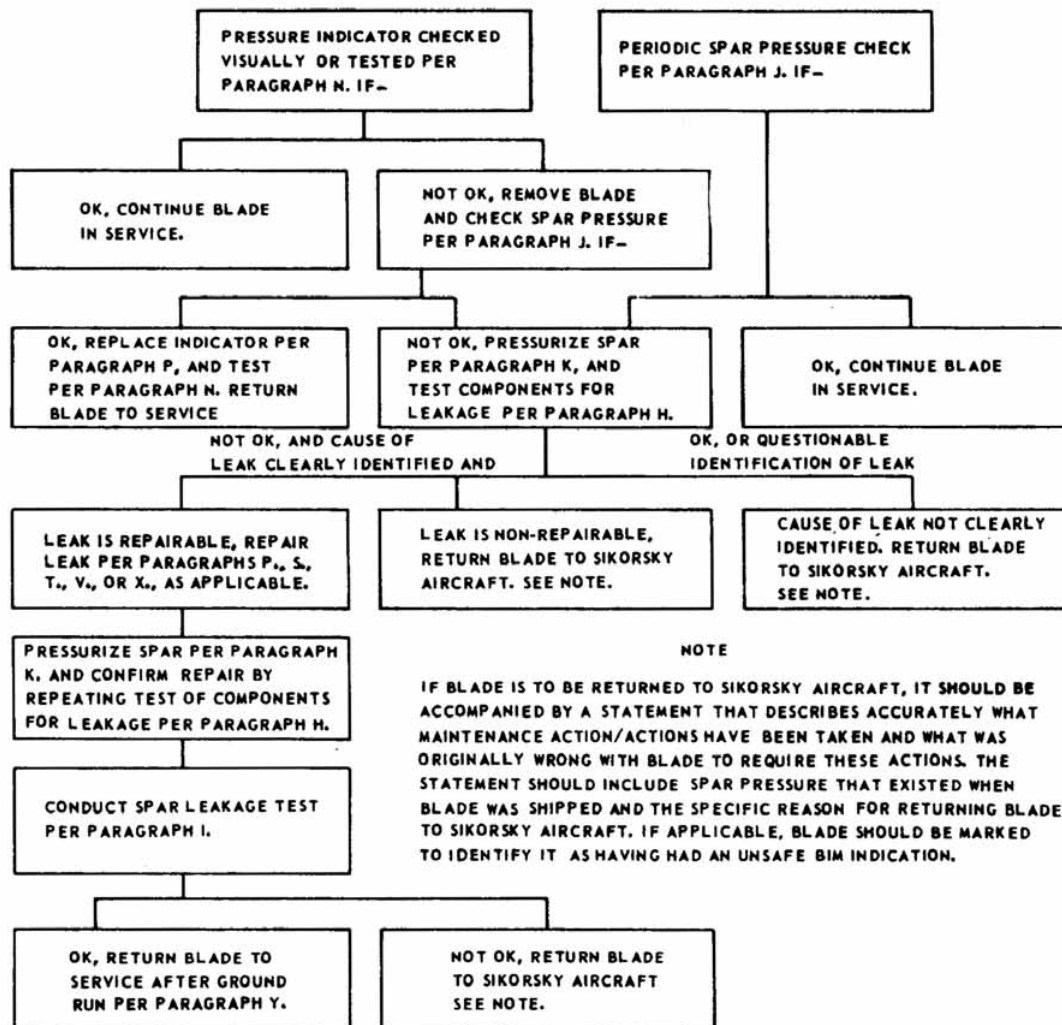 PRESSURE INDICATOR CHECKED
VISUALLY OR TESTED PER
PARAGRAPH N. IF—
PERIODIC SPAR PRESSURE CHECK
PER PARAGRAPH J. IF—
OK, CONTINUE BLADE
IN SERVICE.
NOT OK, REMOVE BLADE
AND CHECK SPAR PRESSURE
PER PARAGRAPH J. IF—
OK, REPLACE INDICATOR PER
PARAGRAPH P, AND TEST
PER PARAGRAPH N. RETURN
BLADE TO SERVICE
NOT OK, PRESSURIZE SPAR
PER PARAGRAPH K, AND
TEST COMPONENTS FOR
LEAKAGE PER PARAGRAPH H.
OK, CONTINUE BLADE
IN SERVICE.
NOT OK, AND CAUSE OF
LEAK CLEARLY IDENTIFIED AND
OK, OR QUESTIONABLE
IDENTIFICATION OF LEAK
LEAK IS REPAIRABLE, REPAIR
LEAK PER PARAGRAPHS P., S.,
T., V., OR X., AS APPLICABLE.
LEAK IS NON-REPAIRABLE,
RETURN BLADE TO SIKORSKY
AIRCRAFT. SEE NOTE.
CAUSE OF LEAK NOT CLEARLY
IDENTIFIED. RETURN BLADE
TO SIKORSKY AIRCRAFT.
SEE NOTE.
PRESSURIZE SPAR PER PARAGRAPH
K. AND CONFIRM REPAIR BY
REPEATING TEST OF COMPONENTS
FOR LEAKAGE PER PARAGRAPH H.
CONDUCT SPAR LEAKAGE TEST
PER PARAGRAPH I.
OK, RETURN BLADE TO
SERVICE AFTER GROUND
RUN PER PARAGRAPH Y.
NOT OK, RETURN BLADE
TO SIKORSKY AIRCRAFT
SEE NOTE.
NOTE
IF BLADE IS TO BE RETURNED TO SIKORSKY AIRCRAFT, IT SHOULD BE
ACCOMPANIED BY A STATEMENT THAT DESCRIBES ACCURATELY WHAT
MAINTENANCE ACTION/ACTIONS HAVE BEEN TAKEN AND WHAT WAS
ORIGINALLY WRONG WITH BLADE TO REQUIRE THESE ACTIONS. THE
STATEMENT SHOULD INCLUDE SPAR PRESSURE THAT EXISTED WHEN
BLADE WAS SHIPPED AND THE SPECIFIC REASON FOR RETURNING BLADE
TO SIKORSKY AIRCRAFT. IF APPLICABLE, BLADE SHOULD BE MARKED
TO IDENTIFY IT AS HAVING HAD AN UNSAFE BIM INDICATION.